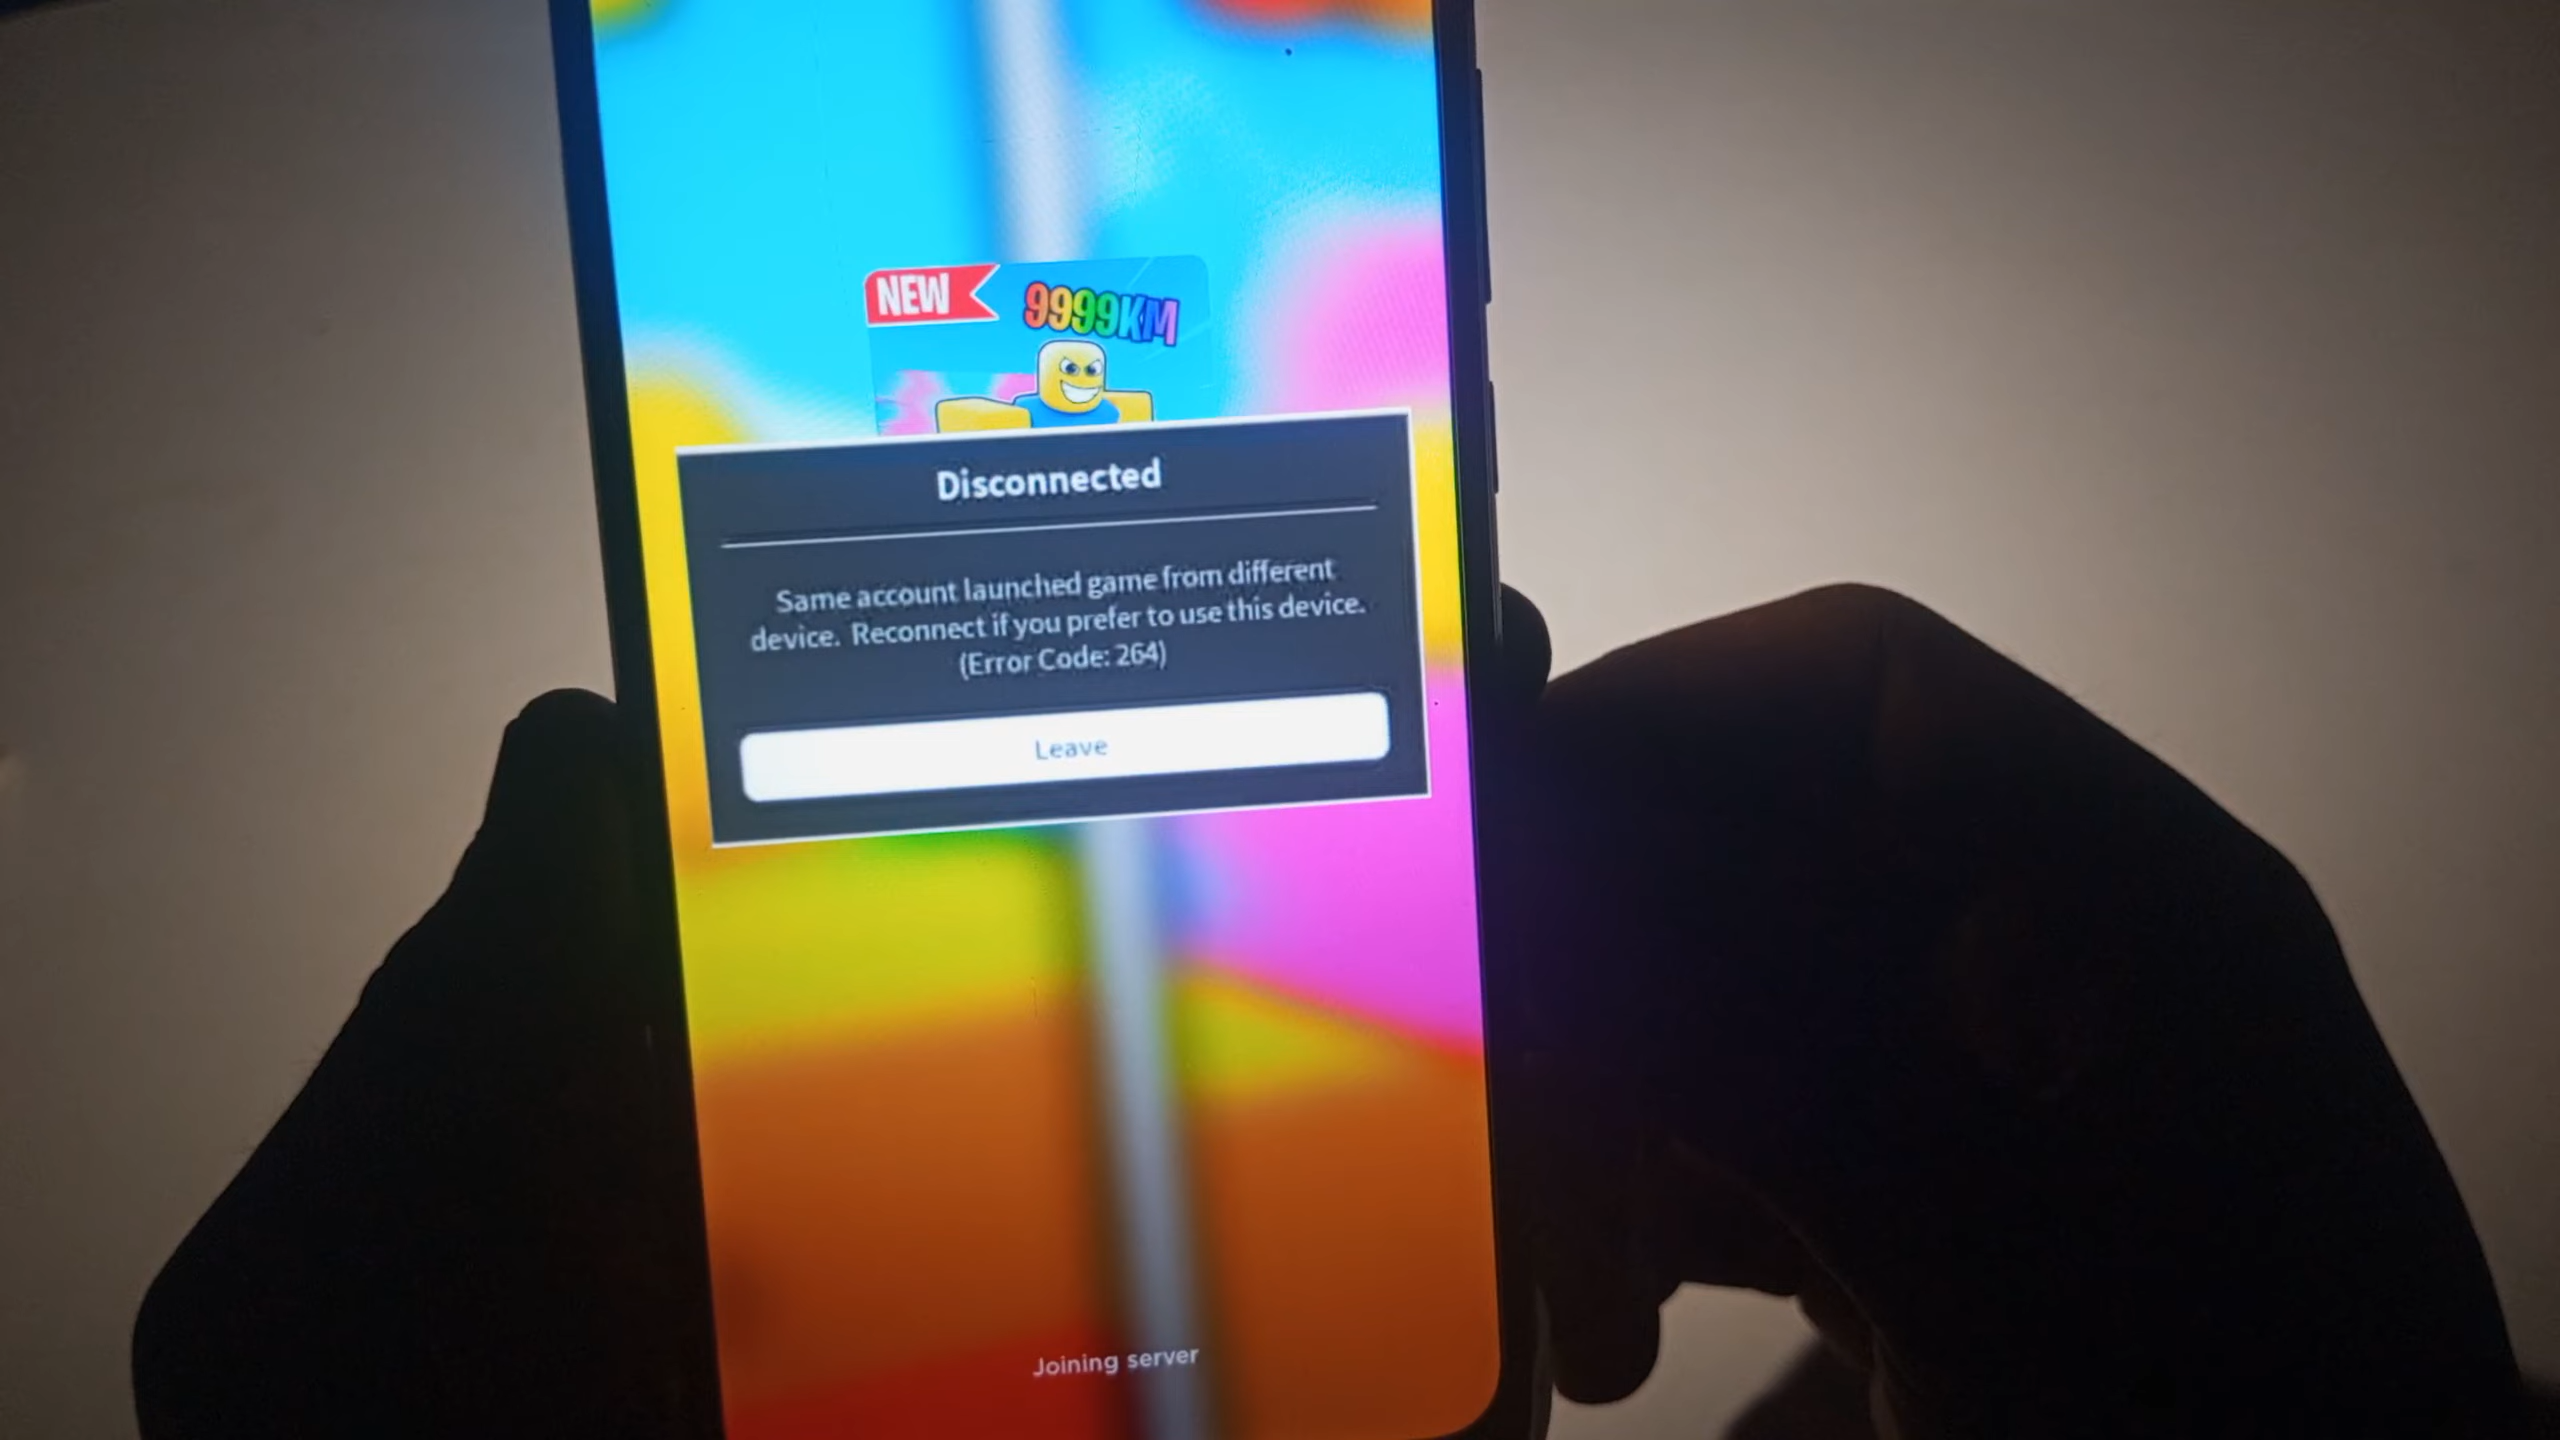 NEW
9999KM
Disconnected
Same account launched game from different
device. Reconnect if you prefer to use this device.
(Error Code: 264)
Leave
Joining server